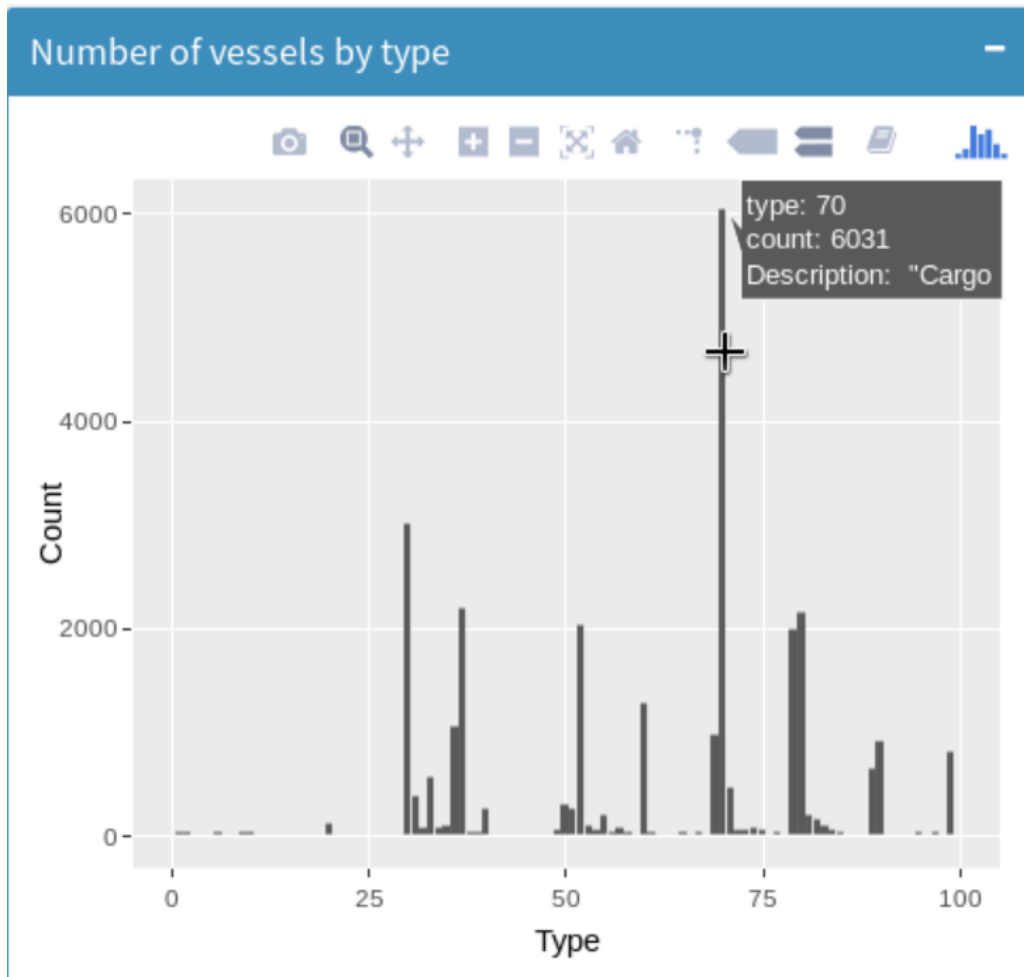 Number of vessels by type
type: 70
count: 6031
Description:  "Cargo
6000
4000
2000
0
Count
0 25 50 75 100
Type